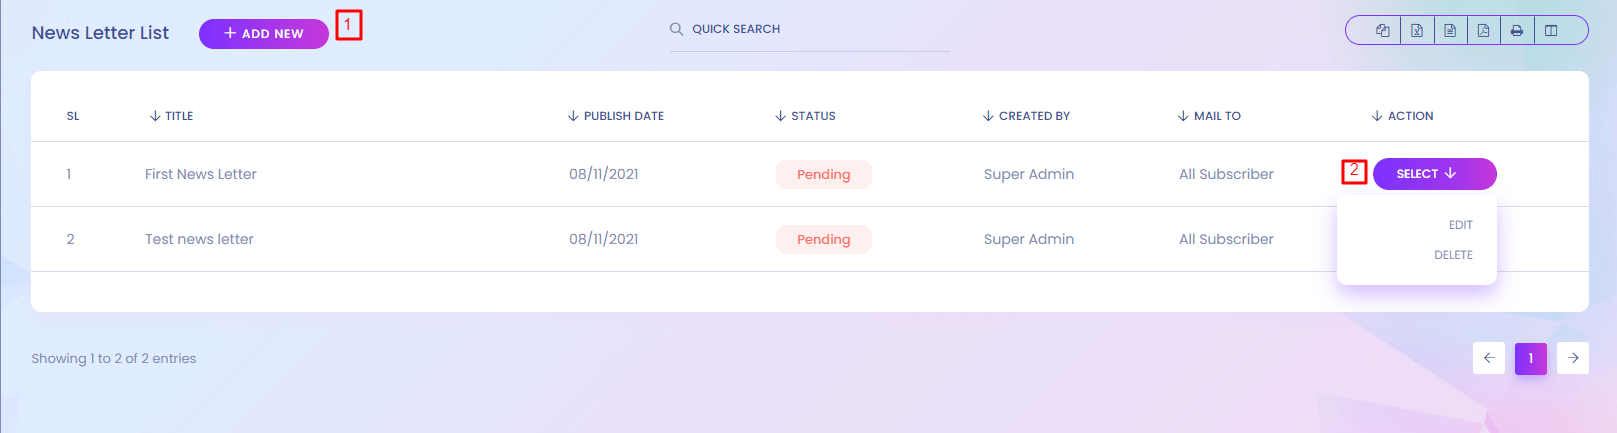 News Letter List
+ ADD NEW
1
QUICK SEARCH
SL TITLE PUBLISH DATE STATUS CREATED BY MAIL TO ACTION
1 First News Letter 08/11/2021 Pending Super Admin All Subscriber 2 SELECT
EDIT
2 Test news letter 08/11/2021 Pending Super Admin All Subscriber
DELETE
Showing 1 to 2 of 2 entries
1